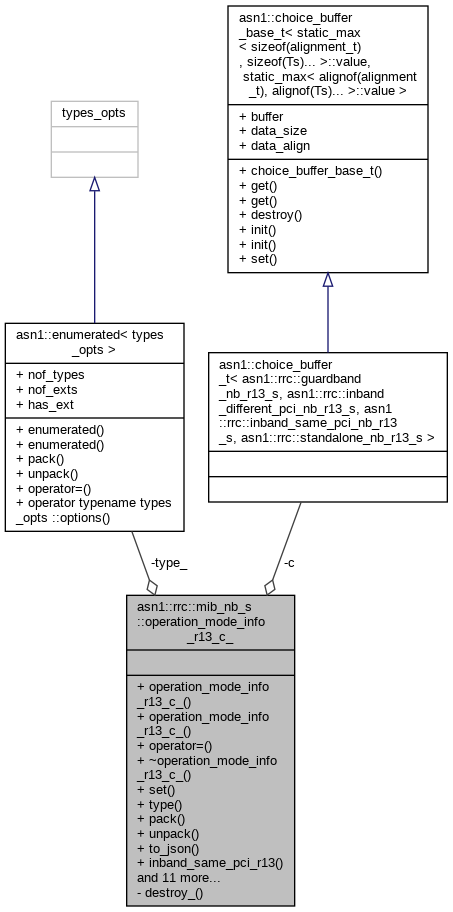 asn1::choice_buffer
_base_t< static_max
< sizeof(alignment_t)
, sizeof(Ts)... >::value,
static_max< alignof(alignment
_t), alignof(Ts)... >::value >
+ buffer
+ data_size
+ data_align
+ choice_buffer_base_t()
+ get()
+ get()
+ destroy()
+ init()
+ init()
+ set()
types_opts
asn1::enumerated< types
_opts >
+ nof_types
+ nof_exts
+ has_ext
+ enumerated()
+ enumerated()
+ pack()
+ unpack()
+ operator=()
+ operator typename types
_opts ::options()
asn1::choice_buffer
_t< asn1::rrc::guardband
_nb_r13_s, asn1::rrc::inband
_different_pci_nb_r13_s, asn1
::rrc::inband_same_pci_nb_r13
_s, asn1::rrc::standalone_nb_r13_s >
-type_
-c
asn1::rrc::mib_nb_s
::operation_mode_info
_r13_c_
+ operation_mode_info
_r13_c_()
+ operation_mode_info
_r13_c_()
+ operator=()
+ ~operation_mode_info
_r13_c_()
+ set()
+ type()
+ pack()
+ unpack()
+ to_json()
+ inband_same_pci_r13()
and 11 more...
- destroy_()